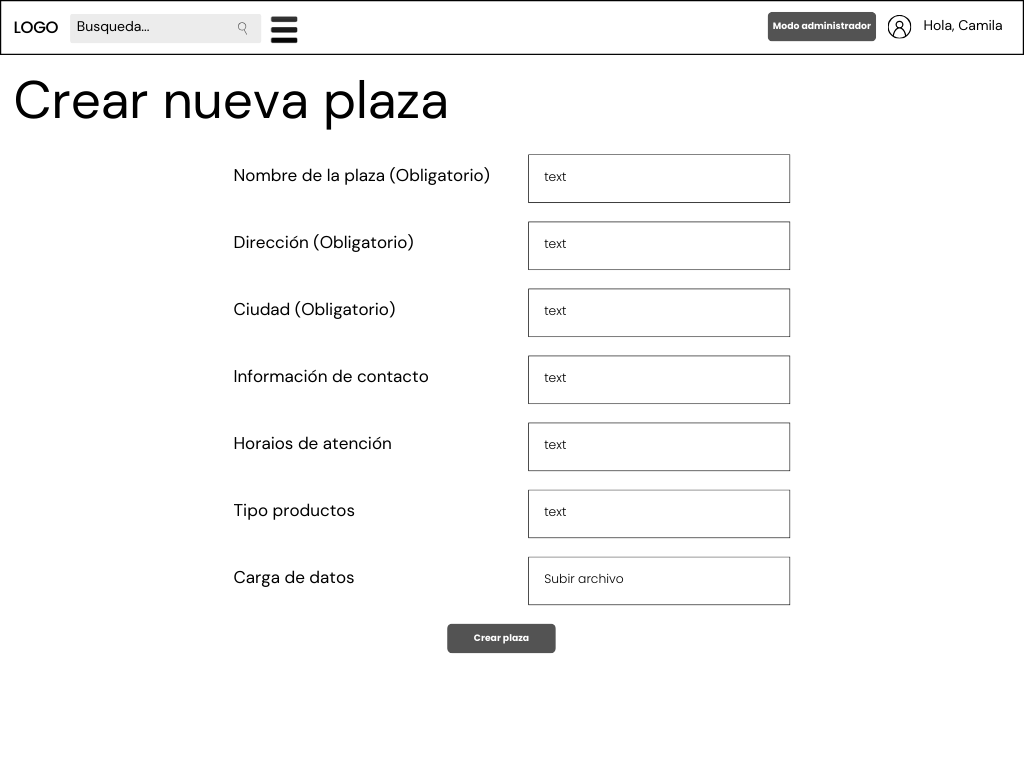 LOGO Busqueda... Modo administrador Hola, Camila
Crear nueva plaza
Nombre de la plaza (Obligatorio) text
Dirección (Obligatorio) text
Ciudad (Obligatorio) text
Información de contacto text
Horaios de atención text
Tipo productos text
Carga de datos Subir archivo
Crear plaza